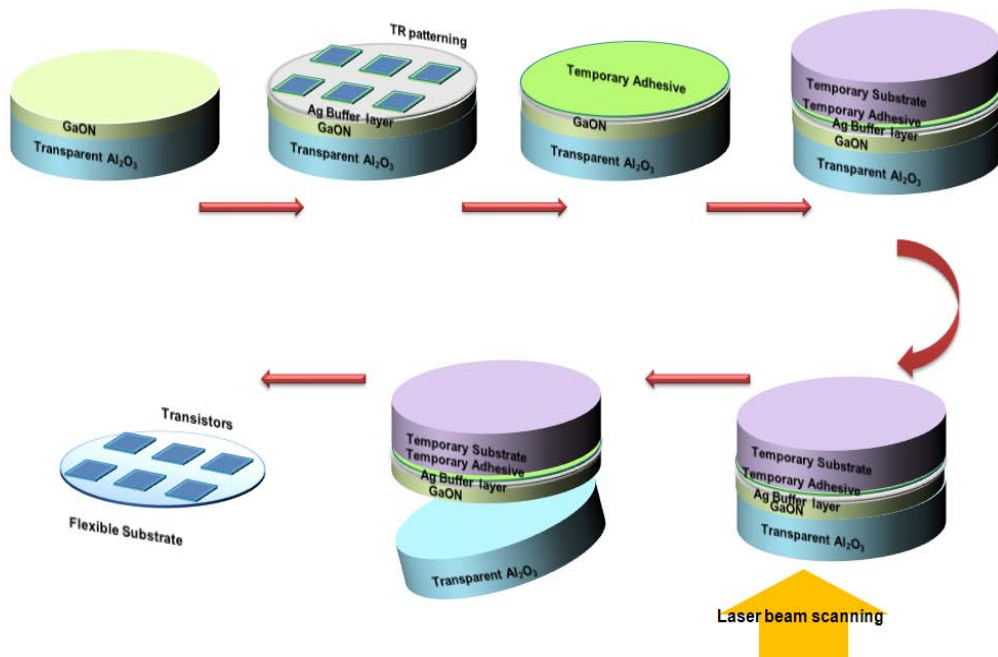 GaON
Transparent Al₂O₃
TR patterning
Ag Buffer layer
GaON
Transparent Al₂O₃
Temporary Adhesive
GaON
Transparent Al₂O₃
Temporary Substrate
Temporary Adhesive
Ag Buffer layer
GaON
Transparent Al₂O₃
Transistors
Flexible Substrate
Temporary Substrate
Temporary Adhesive
Ag Buffer layer
GaON
Transparent Al₂O₃
Temporary Substrate
Temporary Adhesive
Ag Buffer layer
GaON
Transparent Al₂O₃
Laser beam scanning